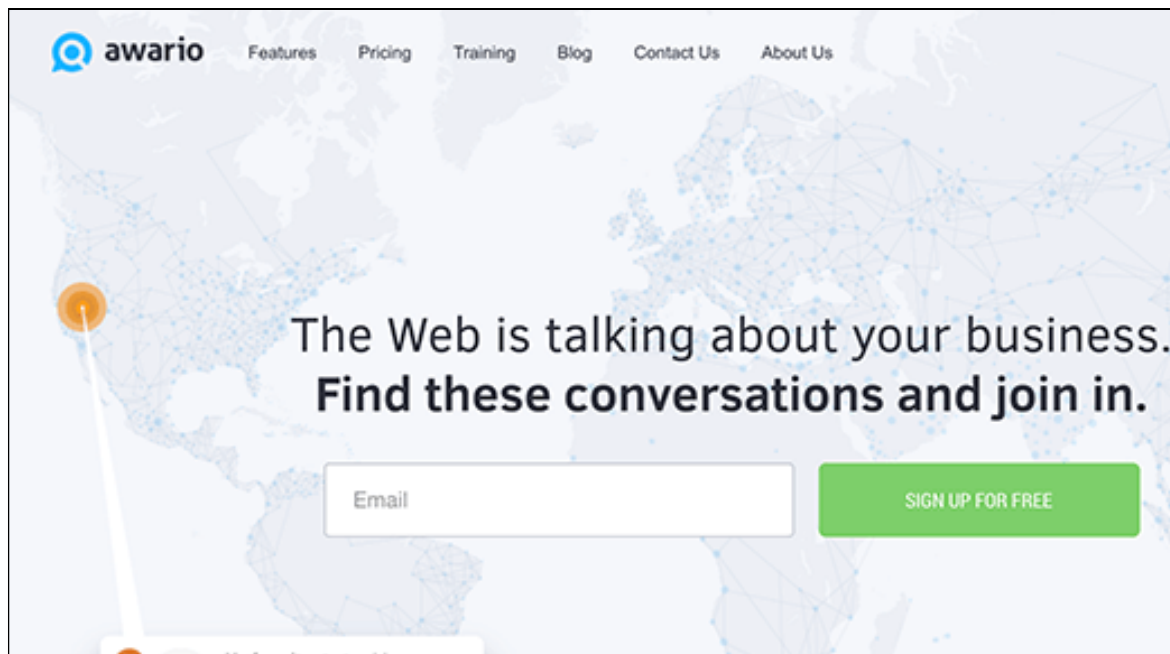 awario
Features Pricing Training Blog Contact Us About Us
The Web is talking about your business.
Find these conversations and join in.
Email SIGN UP FOR FREE